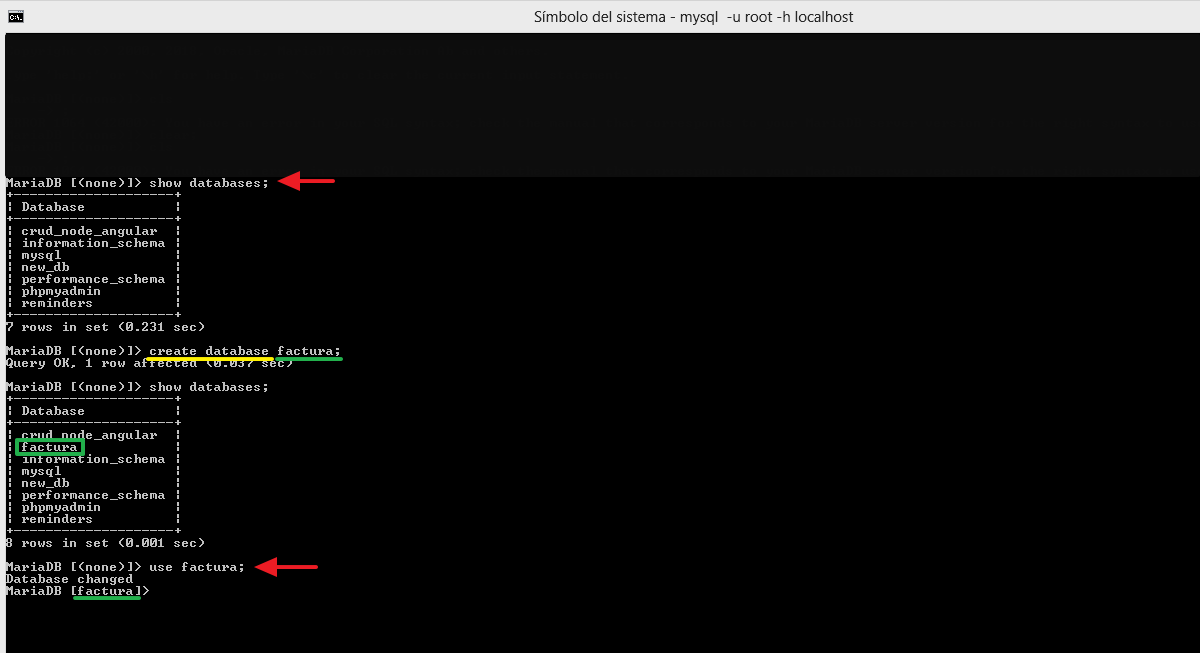 C:\.
Símbolo del sistema - mysql -u root -h localhost
MariaDB [(none)]> show databases;
+--------------------+
| Database           |
+--------------------+
| crud_node_angular  |
| information_schema |
| mysql              |
| new_db             |
| performance_schema |
| phpmyadmin         |
| reminders          |
+--------------------+
7 rows in set (0.231 sec)
MariaDB [(none)]> create database factura;
Query OK, 1 row affected (0.037 sec)
MariaDB [(none)]> show databases;
+--------------------+
| Database           |
+--------------------+
| crud_node_angular  |
| factura            |
| information_schema |
| mysql              |
| new_db             |
| performance_schema |
| phpmyadmin         |
| reminders          |
+--------------------+
8 rows in set (0.001 sec)
MariaDB [(none)]> use factura;
Database changed
MariaDB [factura]>